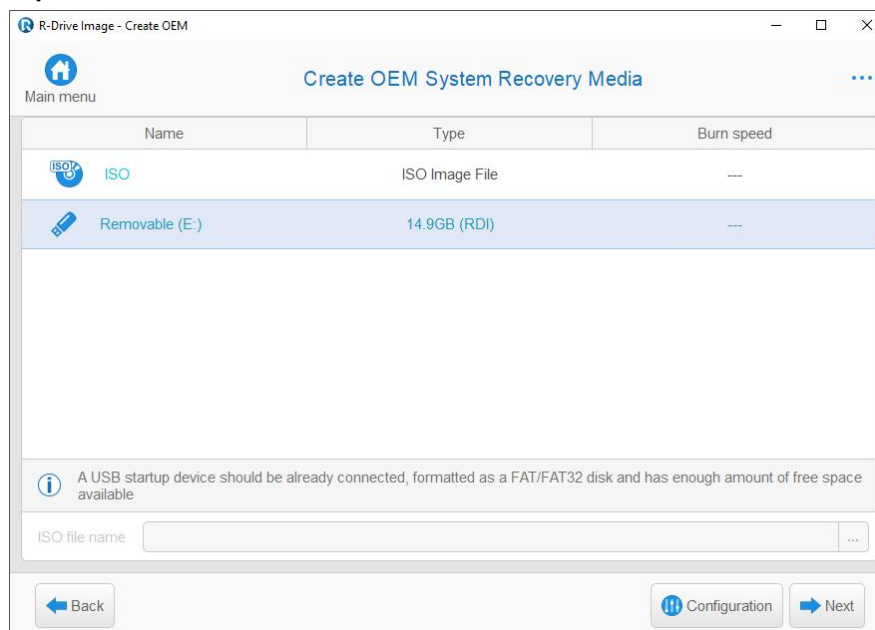 R-Drive Image - Create OEM
Main menu
Create OEM System Recovery Media
Name Type Burn speed
ISO ISO ISO Image File ---
Removable (E:) 14.9GB (RDI) ---
A USB startup device should be already connected, formatted as a FAT/FAT32 disk and has enough amount of free space
available
ISO file name ...
Back Configuration Next